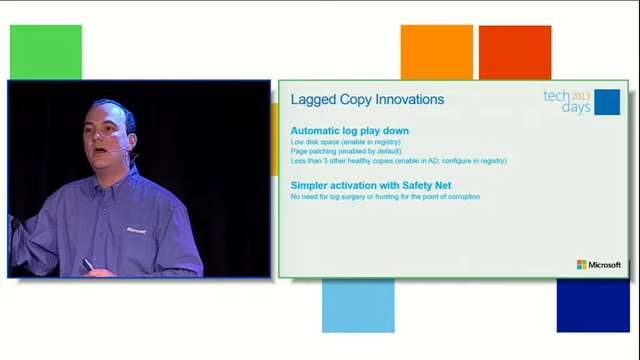 Lagged Copy Innovations
tech 2013
days
Automatic log play down
Low disk space (enable in registry)
Page patching (enabled by default)
Less than 3 other healthy copies (enable in AD; configure in registry)
Simpler activation with Safety Net
No need for log surgery or hunting for the point of corruption
Microsoft
Microsoft